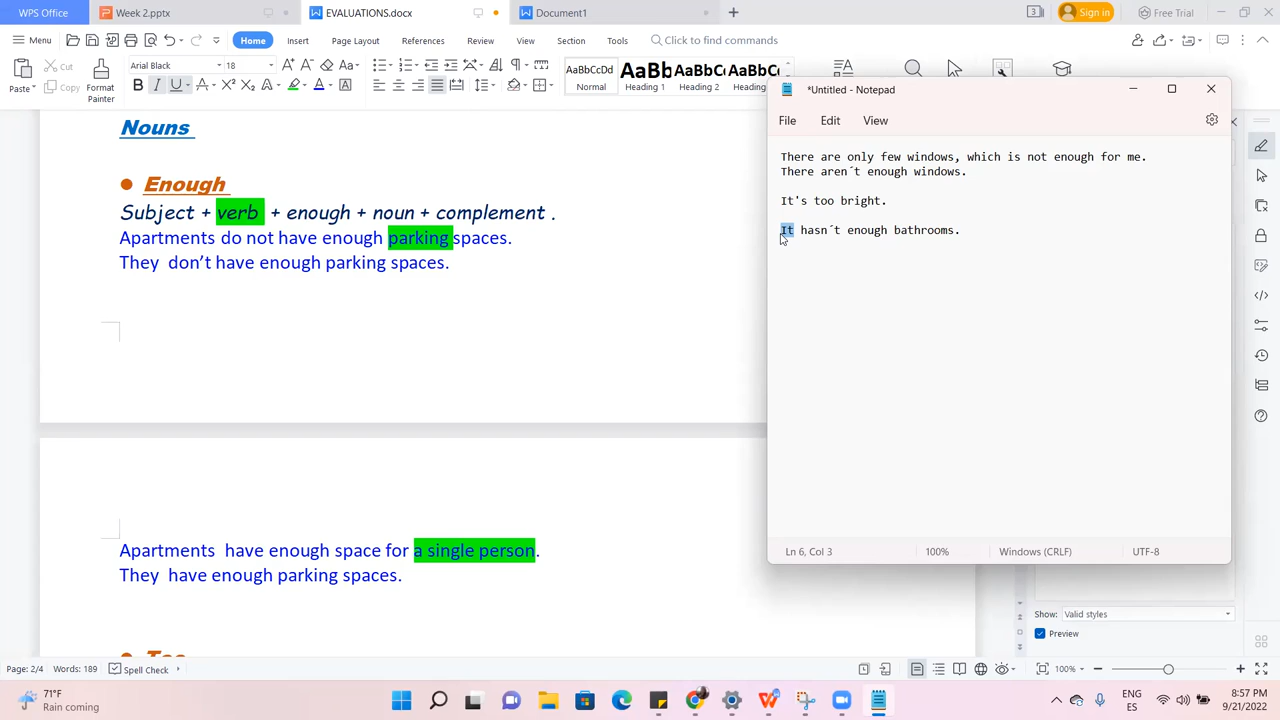 WPS Office
Week 2.pptx
EVALUATIONS.docx
Document1
Sign in
Free Trial
Menu
Home
Insert
Page Layout
References
Review
View
Section
Tools
Click to find commands
Paste
Cut
Copy
Format Painter
Arial Black
18
AaBbCcDd
Normal
AaBb
Heading 1
AaBbC
Heading 2
AaBbC
Heading
Nouns
Enough
Subject + verb + enough + noun + complement .
Apartments do not have enough parking spaces.
They don’t have enough parking spaces.
Apartments have enough space for a single person.
They have enough parking spaces.
Too
*Untitled - Notepad
File
Edit
View
There are only few windows, which is not enough for me.
There aren´t enough windows.
It's too bright.
It hasn´t enough bathrooms.
Ln 6, Col 3
100%
Windows (CRLF)
UTF-8
Show: Valid styles
Preview
Page: 2/4
Words: 189
Spell Check
100%
71°F
Rain coming
ENG
ES
8:57 PM
9/21/2022